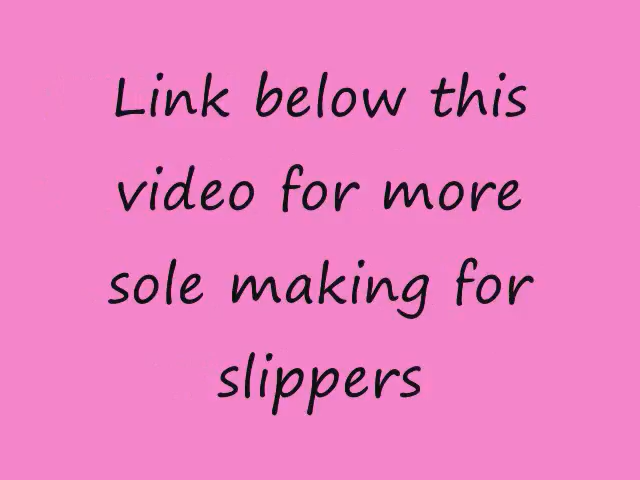 Link below this
video for more
sole making for
slippers